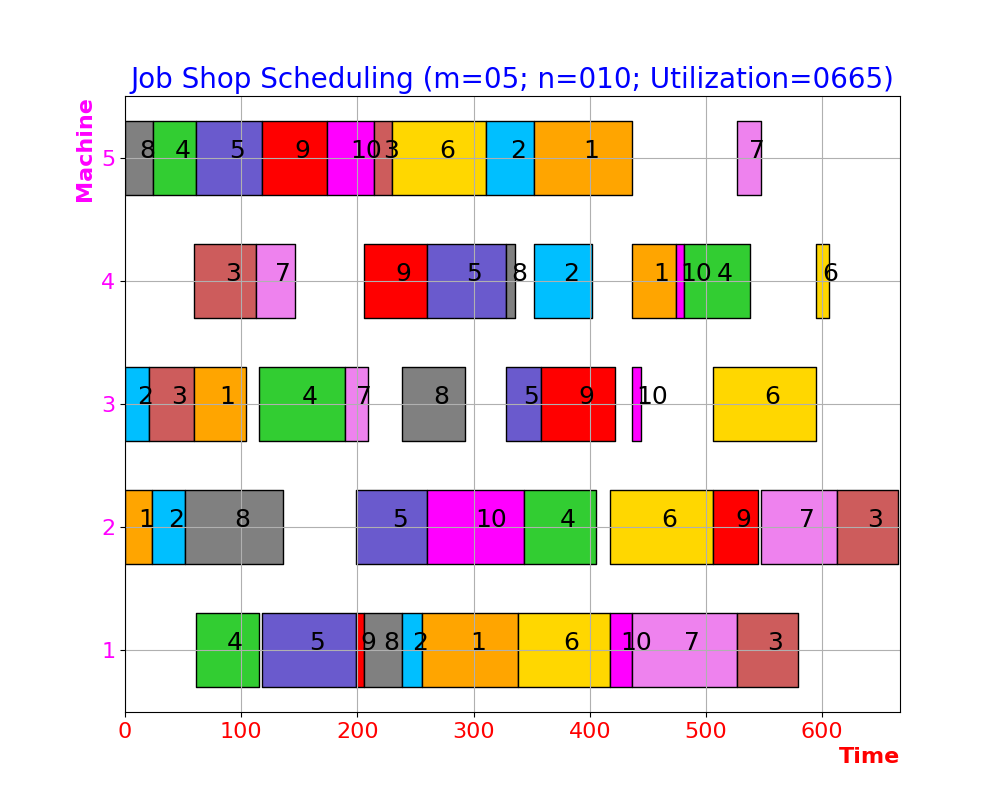 Job Shop Scheduling (m=05; n=010; Utilization=0665)
Machine
5
8 4 5 9 10 3 6 2 1 7
4
3 7 9 5 8 2 1 10 4 6
3
2 3 1 4 7 8 5 9 10 6
2
1 2 8 5 10 4 6 9 7 3
1
4 5 9 8 2 1 6 10 7 3
0 100 200 300 400 500 600
Time